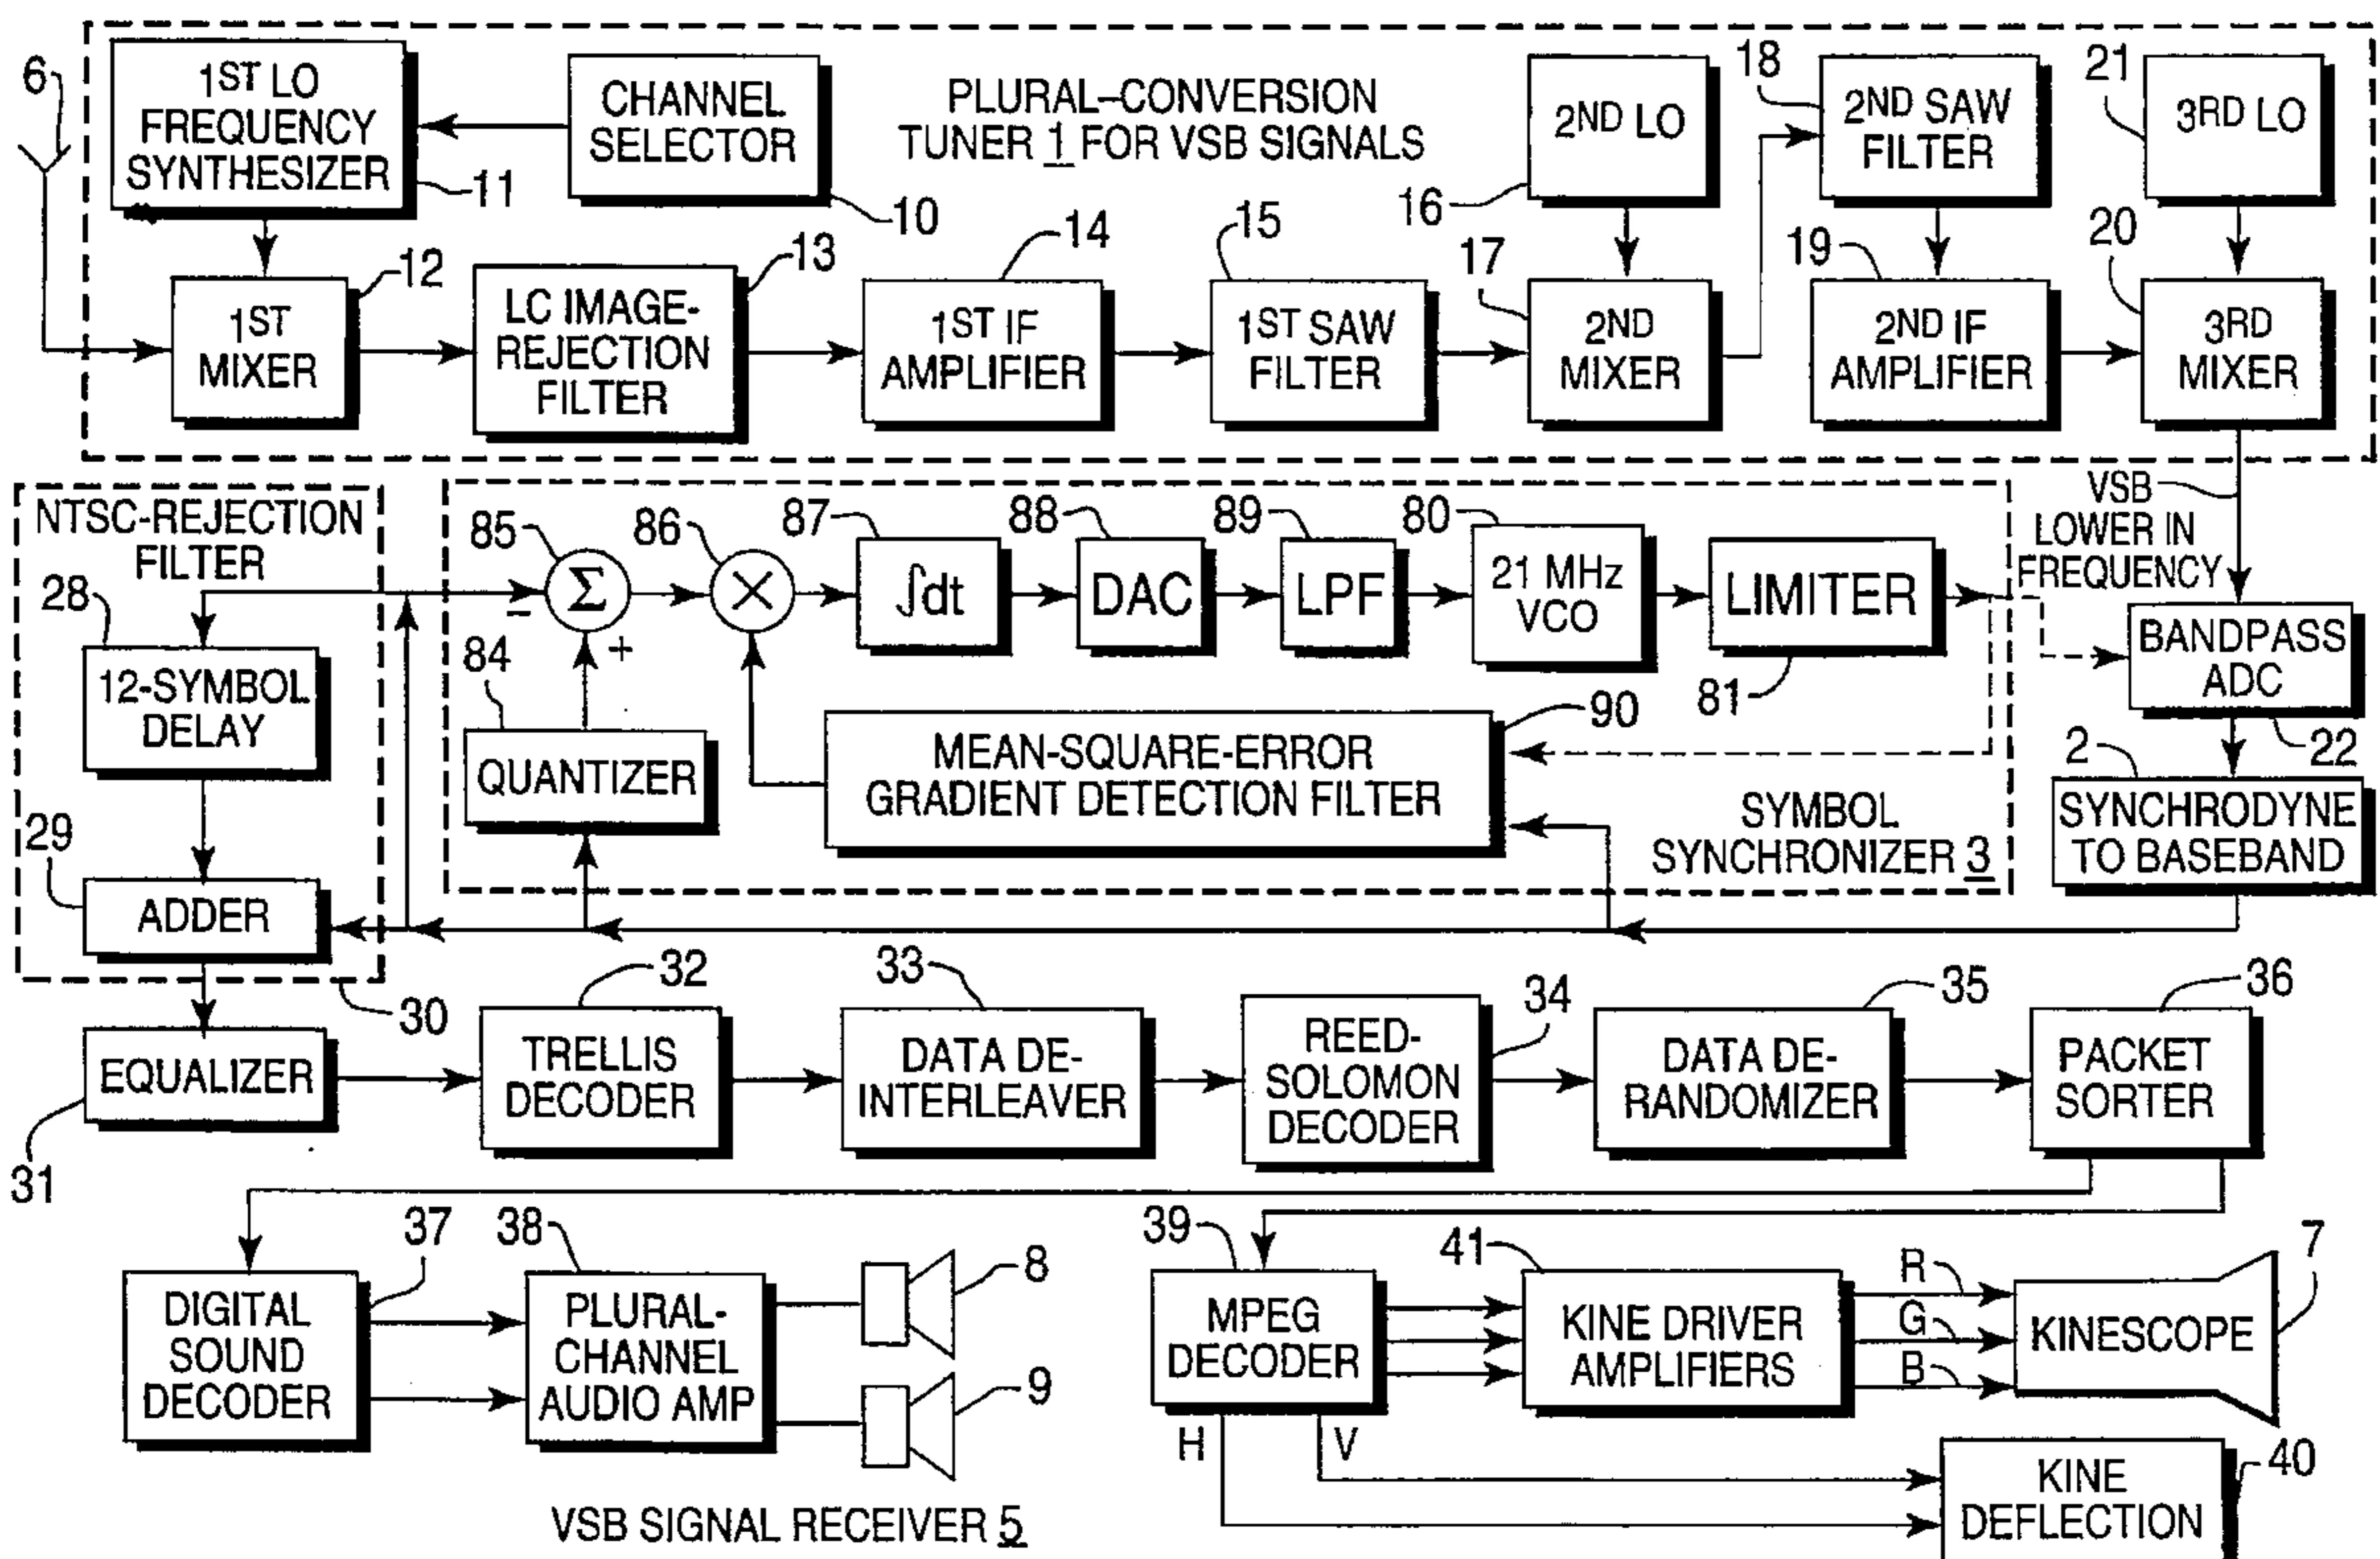 6
1ST LO
FREQUENCY
SYNTHESIZER
11
CHANNEL
SELECTOR
10
PLURAL–CONVERSION
TUNER 1 FOR VSB SIGNALS
2ND LO
16
18
2ND SAW
FILTER
21
3RD LO
1ST
MIXER
12
LC IMAGE-
REJECTION
FILTER
13
14
1ST IF
AMPLIFIER
15
1ST SAW
FILTER
17
2ND
MIXER
19
2ND IF
AMPLIFIER
20
3RD
MIXER
NTSC-REJECTION
FILTER
28
12-SYMBOL
DELAY
29
ADDER
30
85
Σ
−
+
86
×
87
∫dt
88
DAC
89
LPF
80
21 MHz
VCO
LIMITER
81
84
QUANTIZER
90
MEAN-SQUARE-ERROR
GRADIENT DETECTION FILTER
SYMBOL
SYNCHRONIZER 3
VSB
LOWER IN
FREQUENCY
BANDPASS
ADC
22
2
SYNCHRODYNE
TO BASEBAND
EQUALIZER
31
32
TRELLIS
DECODER
33
DATA DE-
INTERLEAVER
34
REED-
SOLOMON
DECODER
35
DATA DE-
RANDOMIZER
36
PACKET
SORTER
37
DIGITAL
SOUND
DECODER
38
PLURAL-
CHANNEL
AUDIO AMP
8
9
39
MPEG
DECODER
H
V
41
KINE DRIVER
AMPLIFIERS
R
G
B
7
KINESCOPE
KINE
DEFLECTION
40
VSB SIGNAL RECEIVER 5